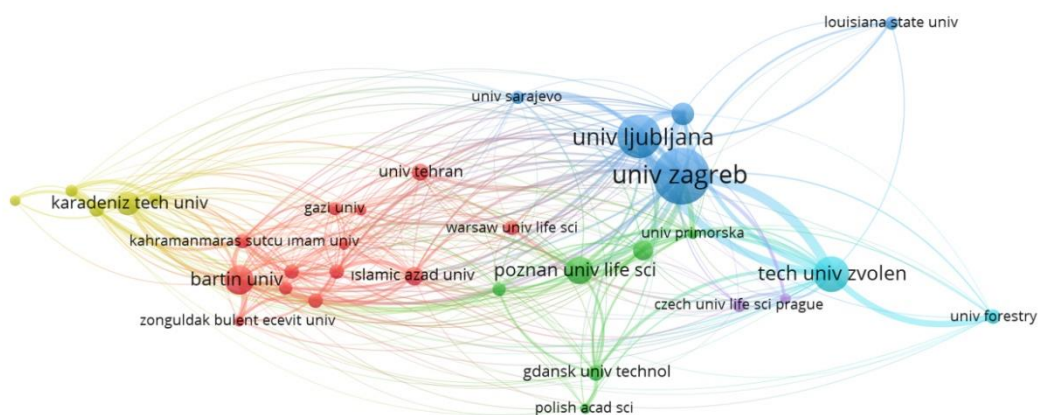 louisiana state univ
univ sarajevo
univ ljubljana
univ zagreb
univ tehran
karadeniz tech univ
gazi univ
warsaw univ life sci
univ primorska
kahramanmaras sutcu ımam univ
bartin univ
ıslamic azad univ
poznan univ life sci
tech univ zvolen
czech univ life sci prague
zonguldak bulent ecevit univ
univ forestry
gdansk univ technol
polish acad sci